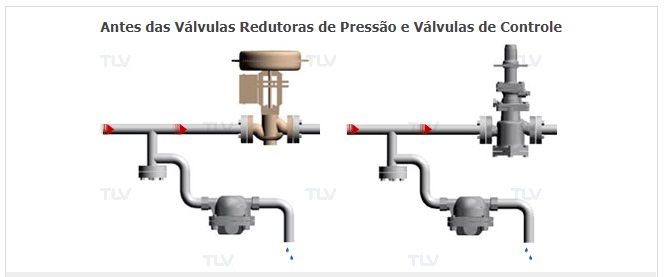 Antes das Válvulas Redutoras de Pressão e Válvulas de Controle
TLV TLV TLV
TLV TLV TLV
TLV TLV